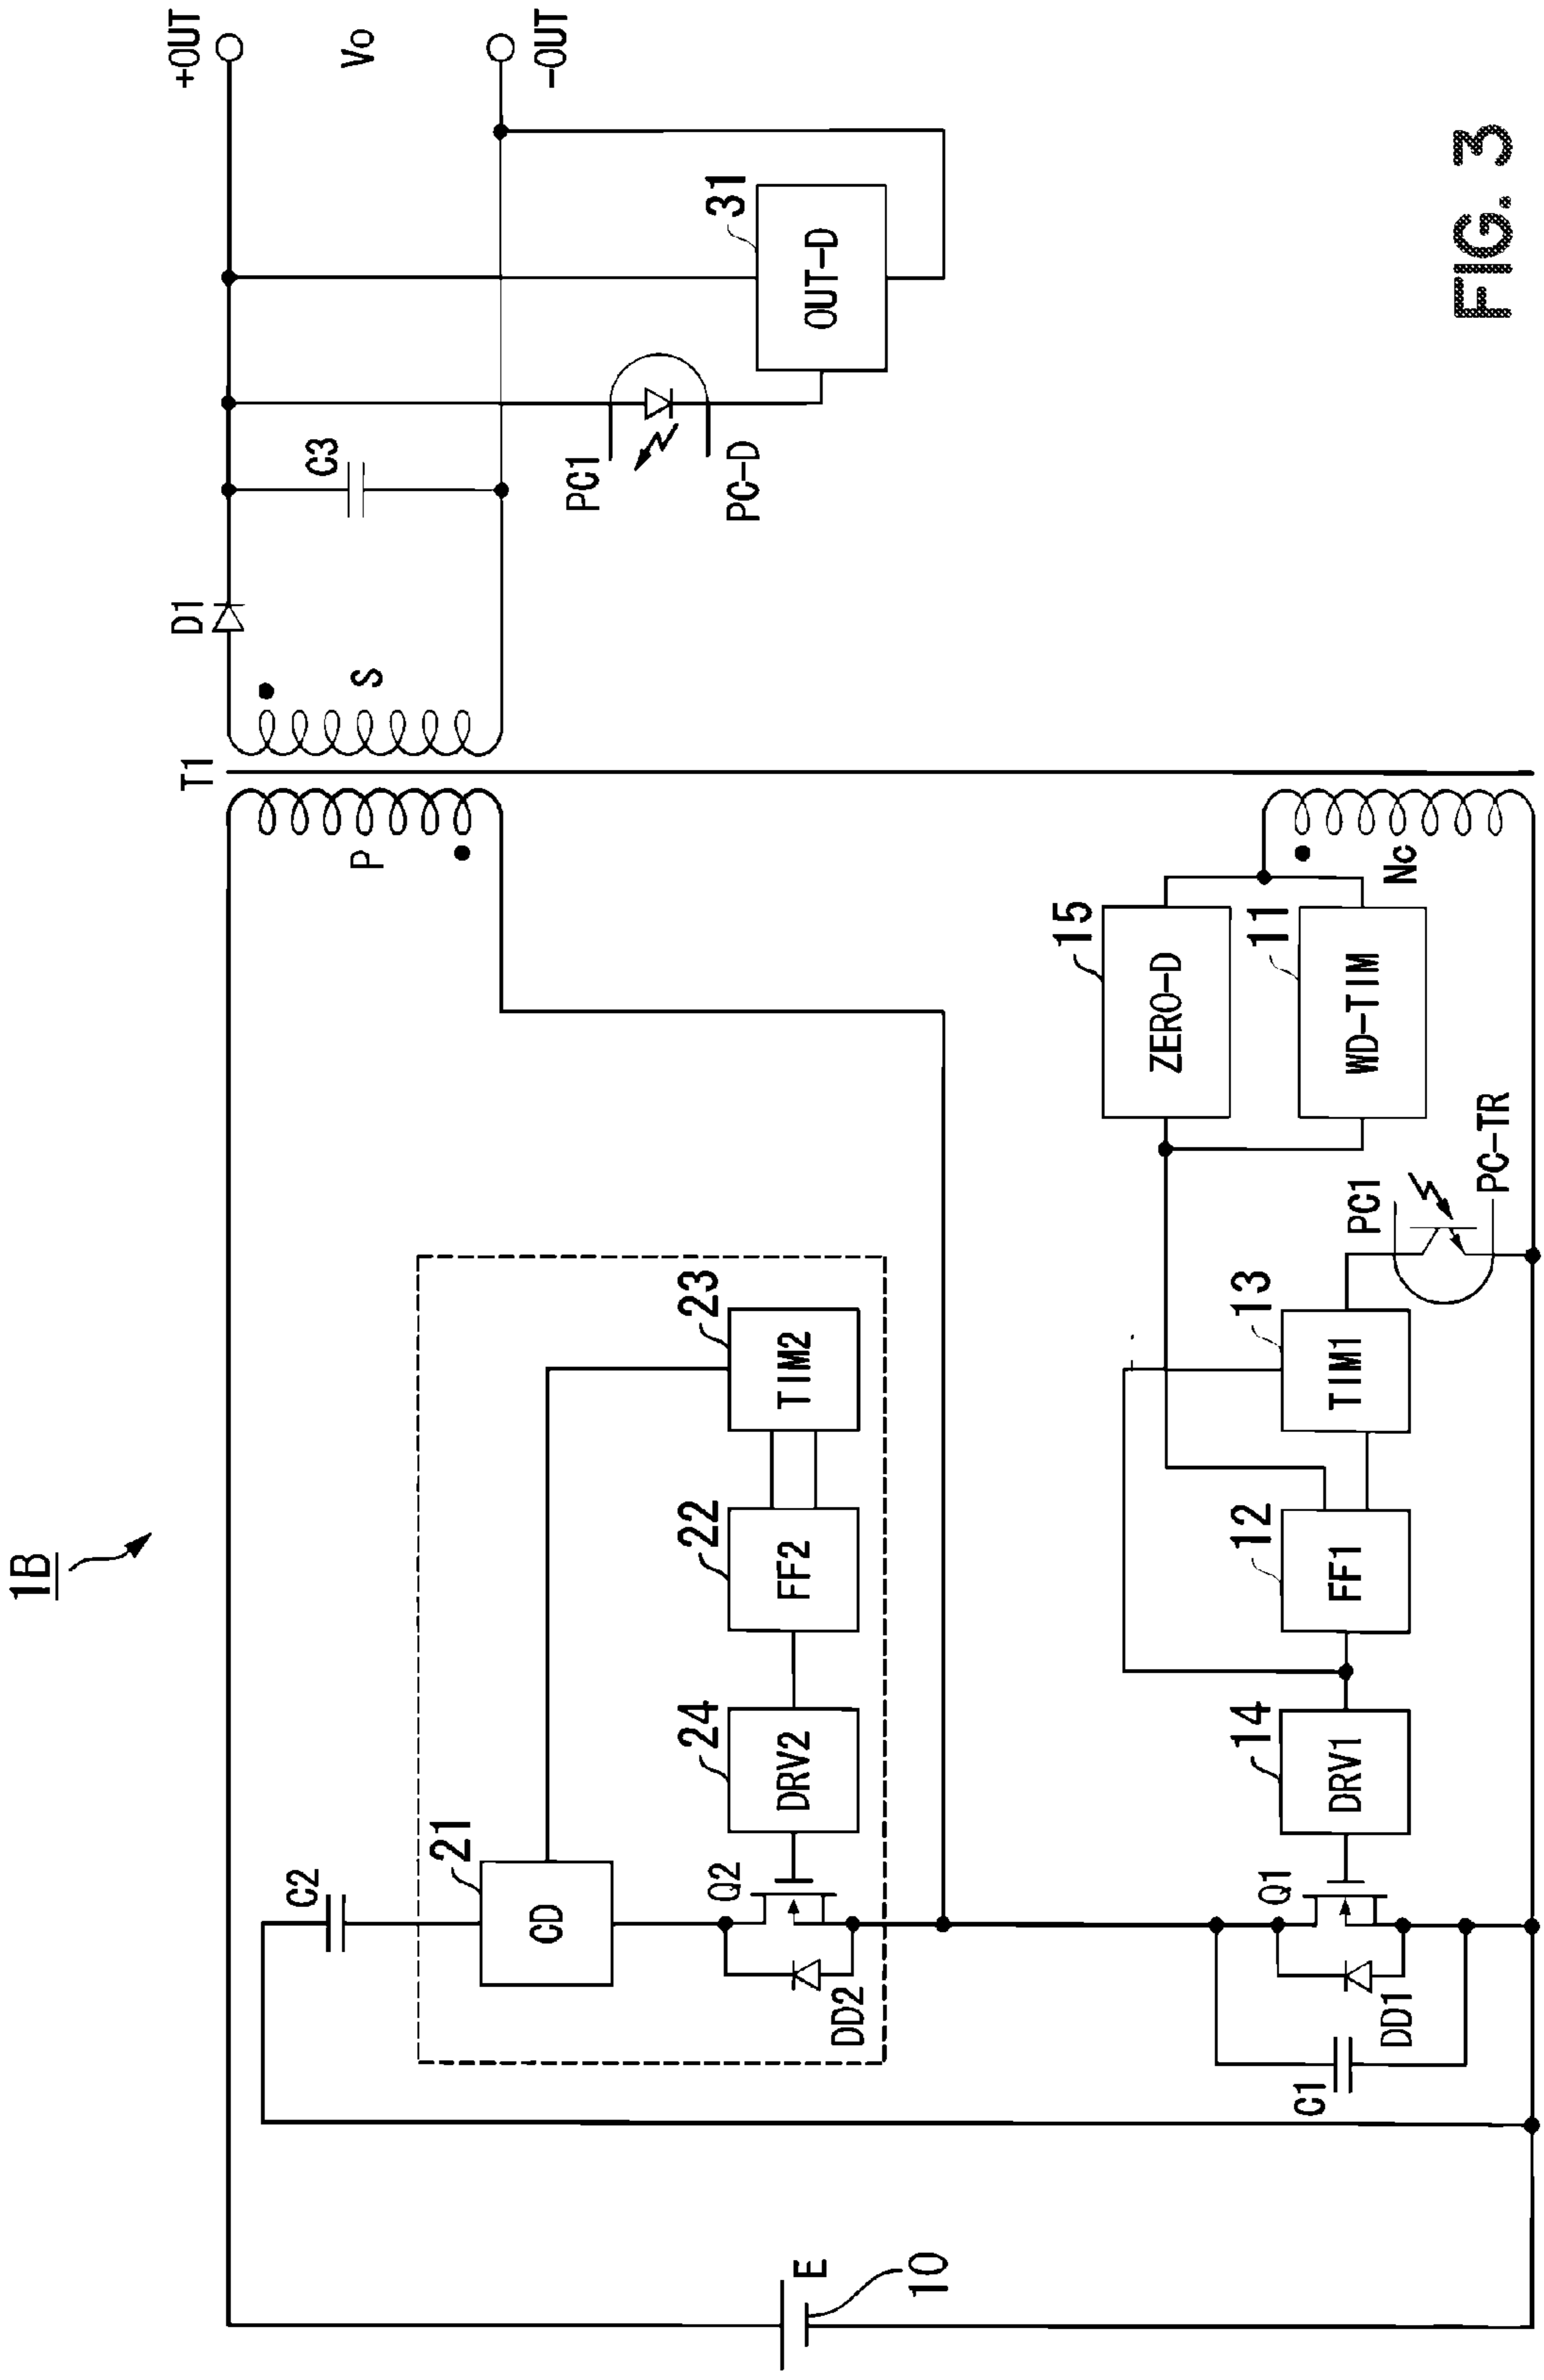 1B
T1
D1
+OUT
P
S
C3
Vo
-OUT
C2
21
CD
PC1
PC-D
31
OUT-D
Q2
24
DRV2
22
FF2
23
TIM2
DD2
E
10
15
ZERO-D
Q1
14
DRV1
12
FF1
13
TIM1
PC1
11
WD-TIM
Nc
C1
DD1
PC-TR
FIG. 3